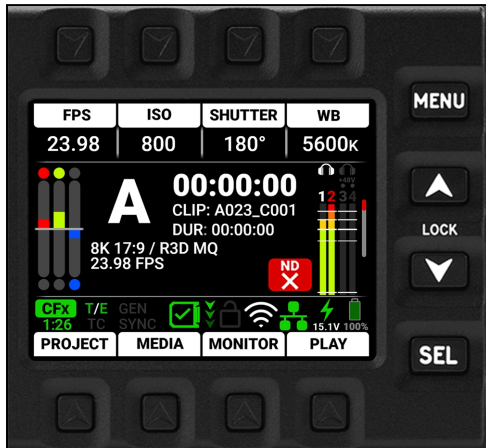 FPS ISO SHUTTER WB
23.98 800 180° 5600K
MENU
A
00:00:00
CLIP: A023_C001
DUR: 00:00:00
+48V
1 2 3 4
8K 17:9 / R3D MQ
23.98 FPS
ND
LOCK
CFx T/E GEN
1:26 TC SYNC
15.1V 100%
PROJECT MEDIA MONITOR PLAY
SEL